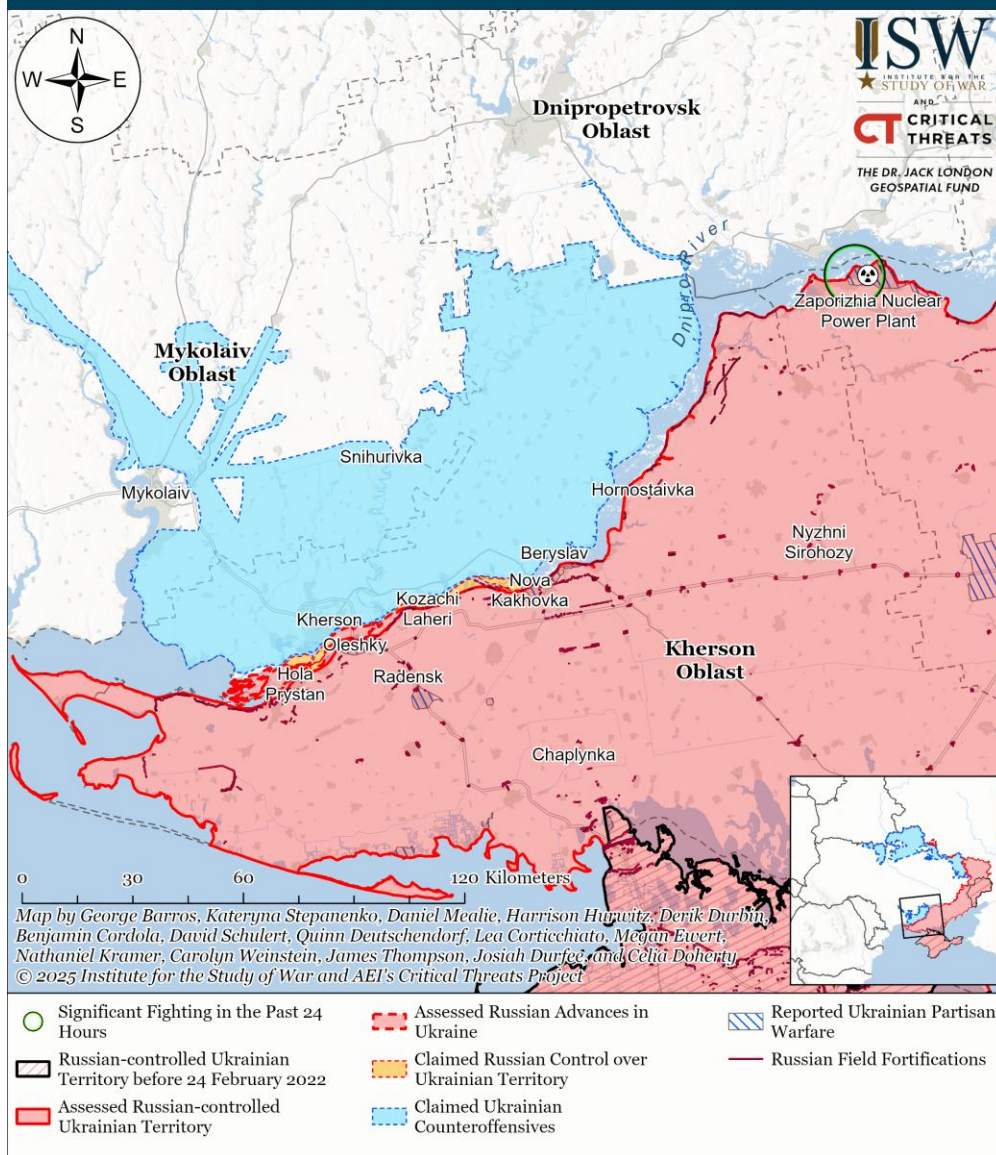 N
W
E
S
ISW
INSTITUTE FOR THE
STUDY OF WAR
AND
CT CRITICAL
THREATS
THE DR. JACK LONDON
GEOSPATIAL FUND
Dnipropetrovsk
Oblast
Dnipro River
Zaporizhia Nuclear
Power Plant
Mykolaiv
Oblast
Snihurivka
Mykolaiv
Hornostaivka
Nyzhni
Sirohozy
Beryslav
Nova
Kakhovka
Kozachi
Laheri
Kherson
Oleshky
Hola
Prystan
Radensk
Kherson
Oblast
Chaplynka
0 30 60 120 Kilometers
Map by George Barros, Kateryna Stepanenko, Daniel Mealie, Harrison Hurwitz, Derik Durbin,
Benjamin Cordola, David Schulert, Quinn Deutschendorf, Lea Corticchiato, Megan Ewert,
Nathaniel Kramer, Carolyn Weinstein, James Thompson, Josiah Durfee, and Celia Doherty
© 2025 Institute for the Study of War and AEI's Critical Threats Project
Significant Fighting in the Past 24
Hours
Russian-controlled Ukrainian
Territory before 24 February 2022
Assessed Russian-controlled
Ukrainian Territory
Assessed Russian Advances in
Ukraine
Claimed Russian Control over
Ukrainian Territory
Claimed Ukrainian
Counteroffensives
Reported Ukrainian Partisan
Warfare
Russian Field Fortifications